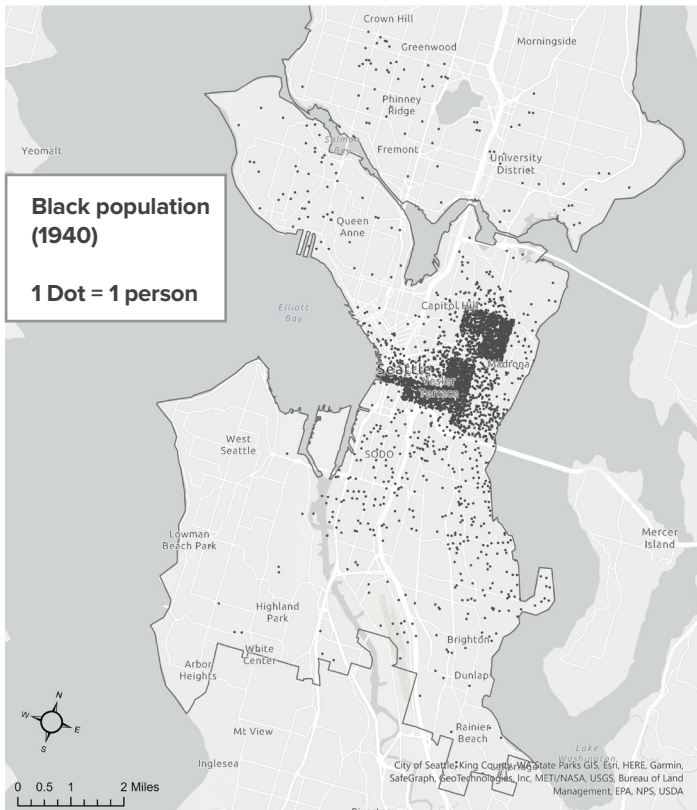 Crown Hill
Greenwood
Morningside
Phinney
Ridge
Yeomalt
Salmon
Bay
Fremont
University
District
Black population
(1940)
1 Dot = 1 person
Queen
Anne
Elliott
Bay
Capitol Hill
Madrona
Seattle
Yesler
Terrace
West
Seattle
SODO
Lowman
Beach Park
Mercer
Island
Highland
Park
White
Center
Brighton
Arbor
Heights
Dunlap
N
W
E
S
Mt View
Rainier
Beach
Lake
Washington
Inglesea
City of Seattle, King County, WA State Parks GIS, Esri, HERE, Garmin,
SafeGraph, GeoTechnologies, Inc, METI/NASA, USGS, Bureau of Land
Management, EPA, NPS, USDA
0 0.5 1 2 Miles